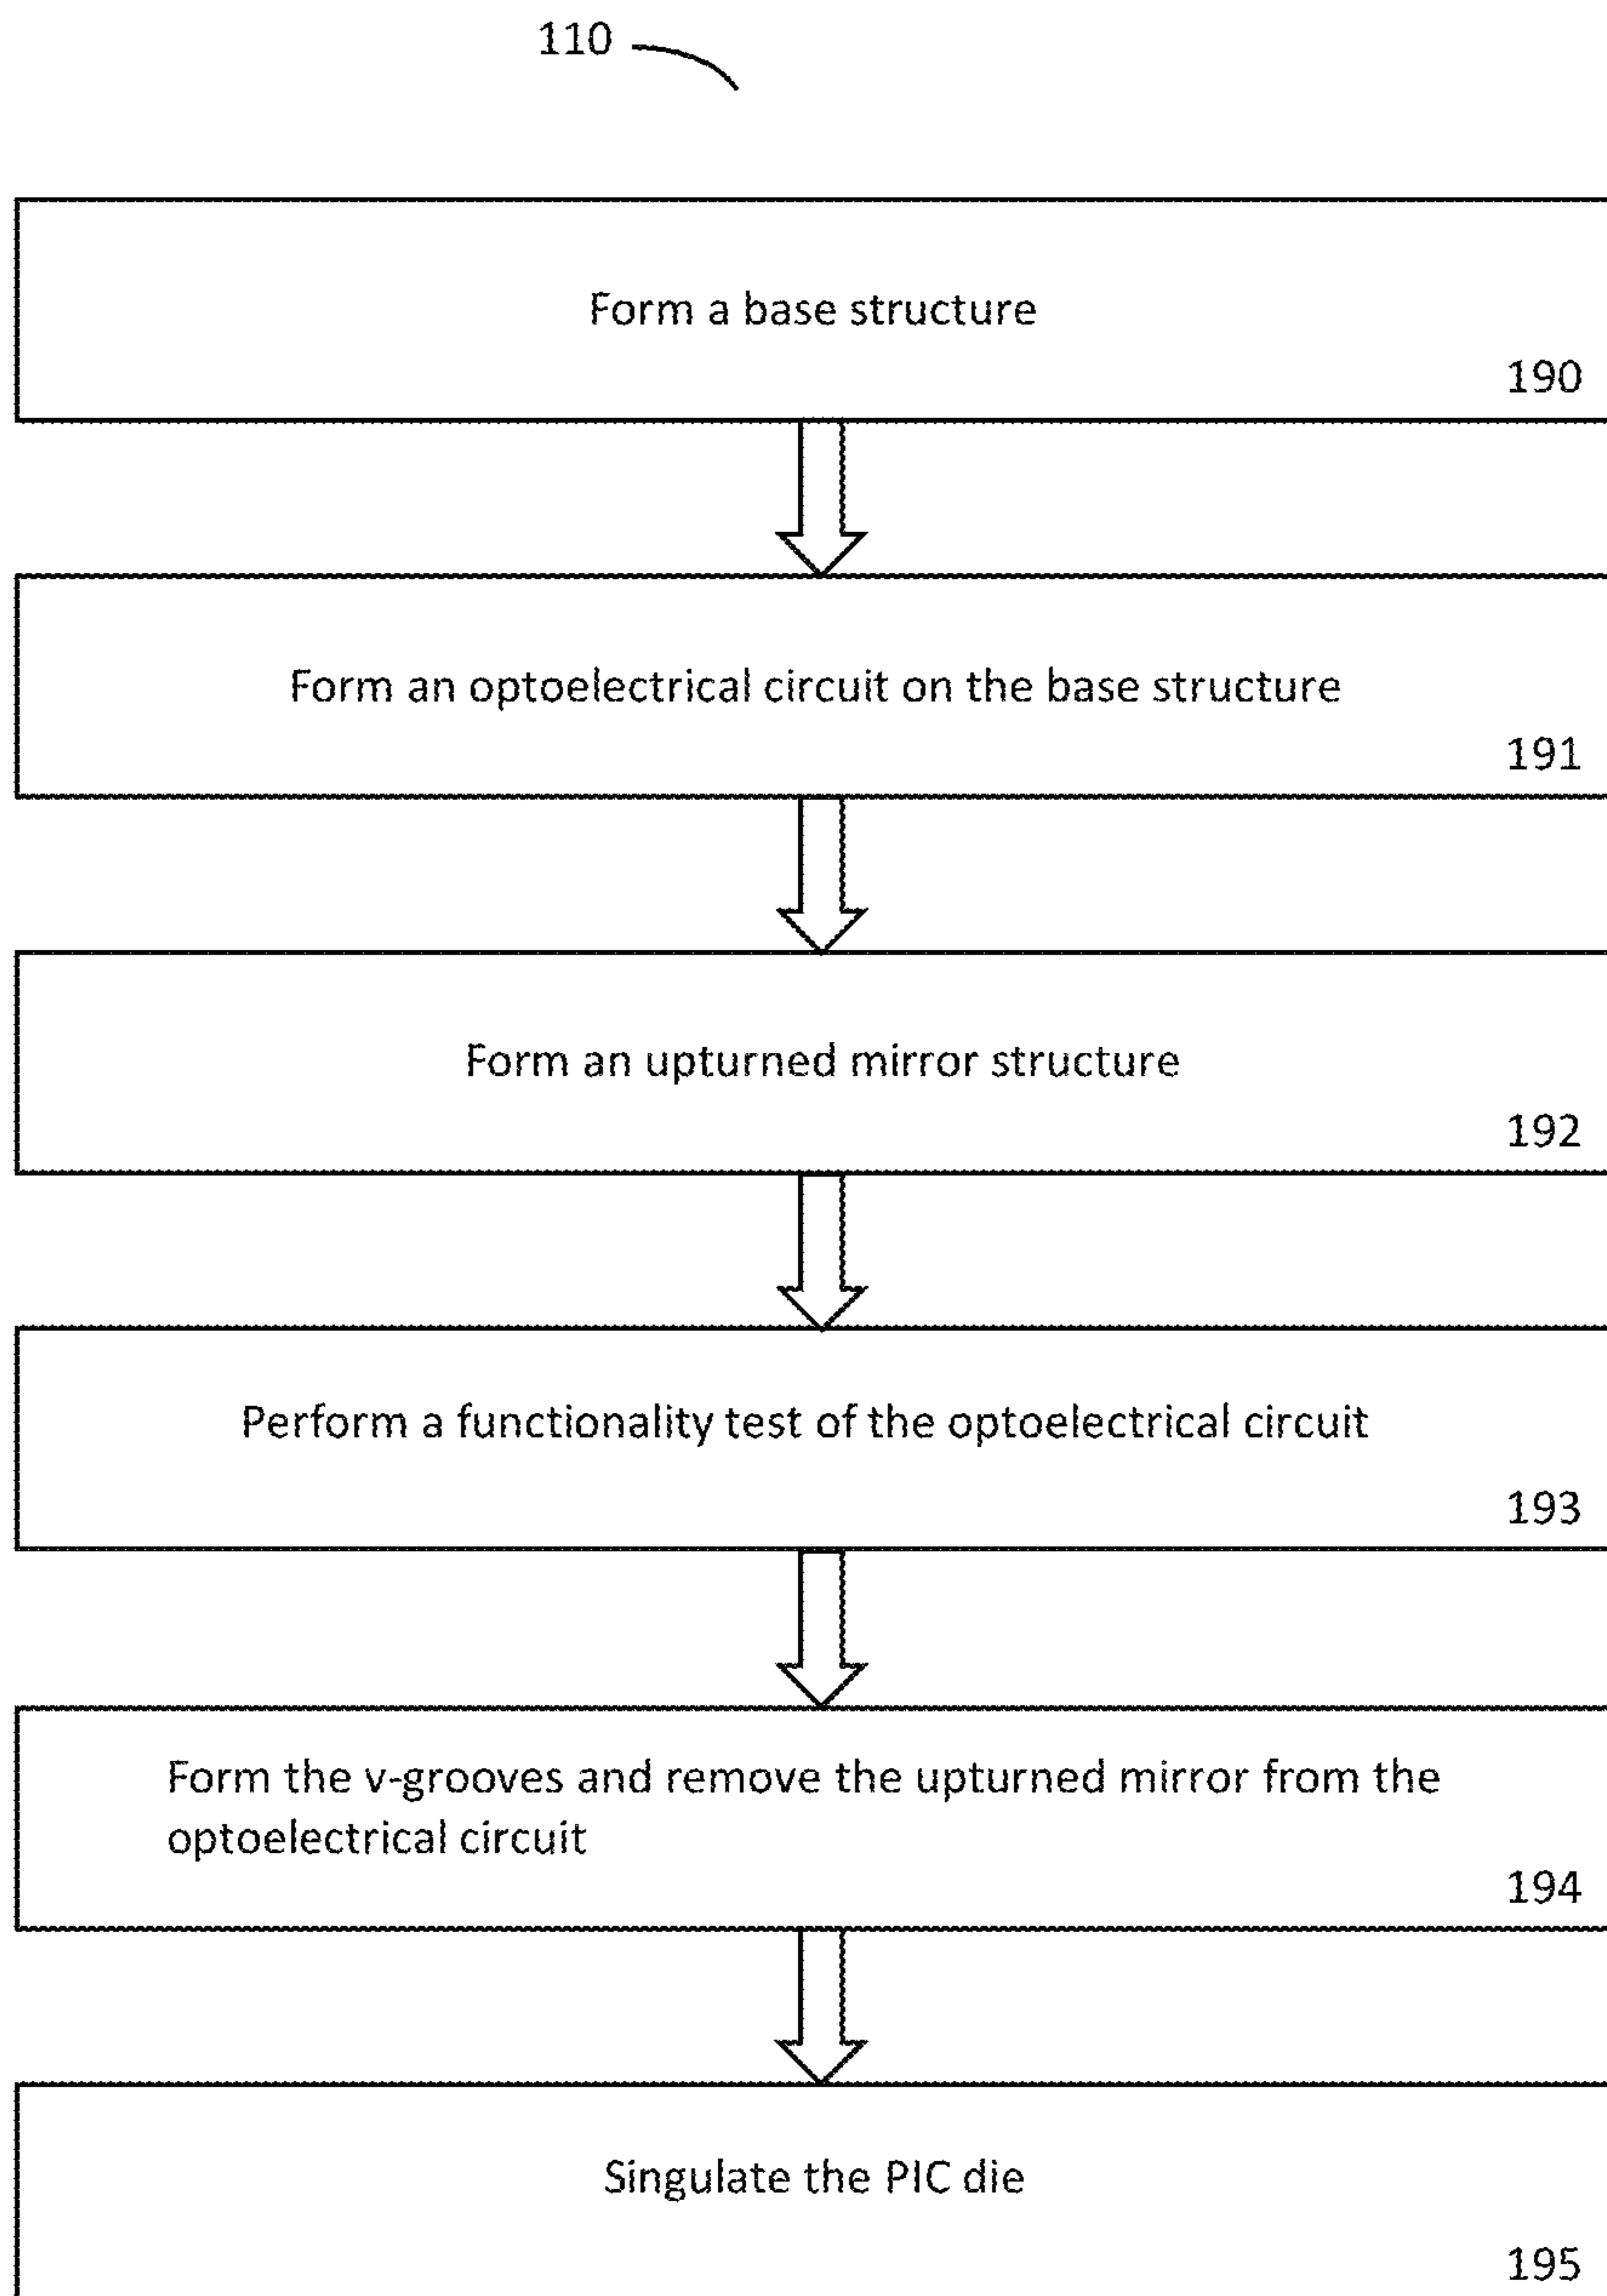 110
Form a base structure
190
Form an optoelectrical circuit on the base structure
191
Form an upturned mirror structure
192
Perform a functionality test of the optoelectrical circuit
193
Form the v-grooves and remove the upturned mirror from the
optoelectrical circuit
194
Singulate the PIC die
195